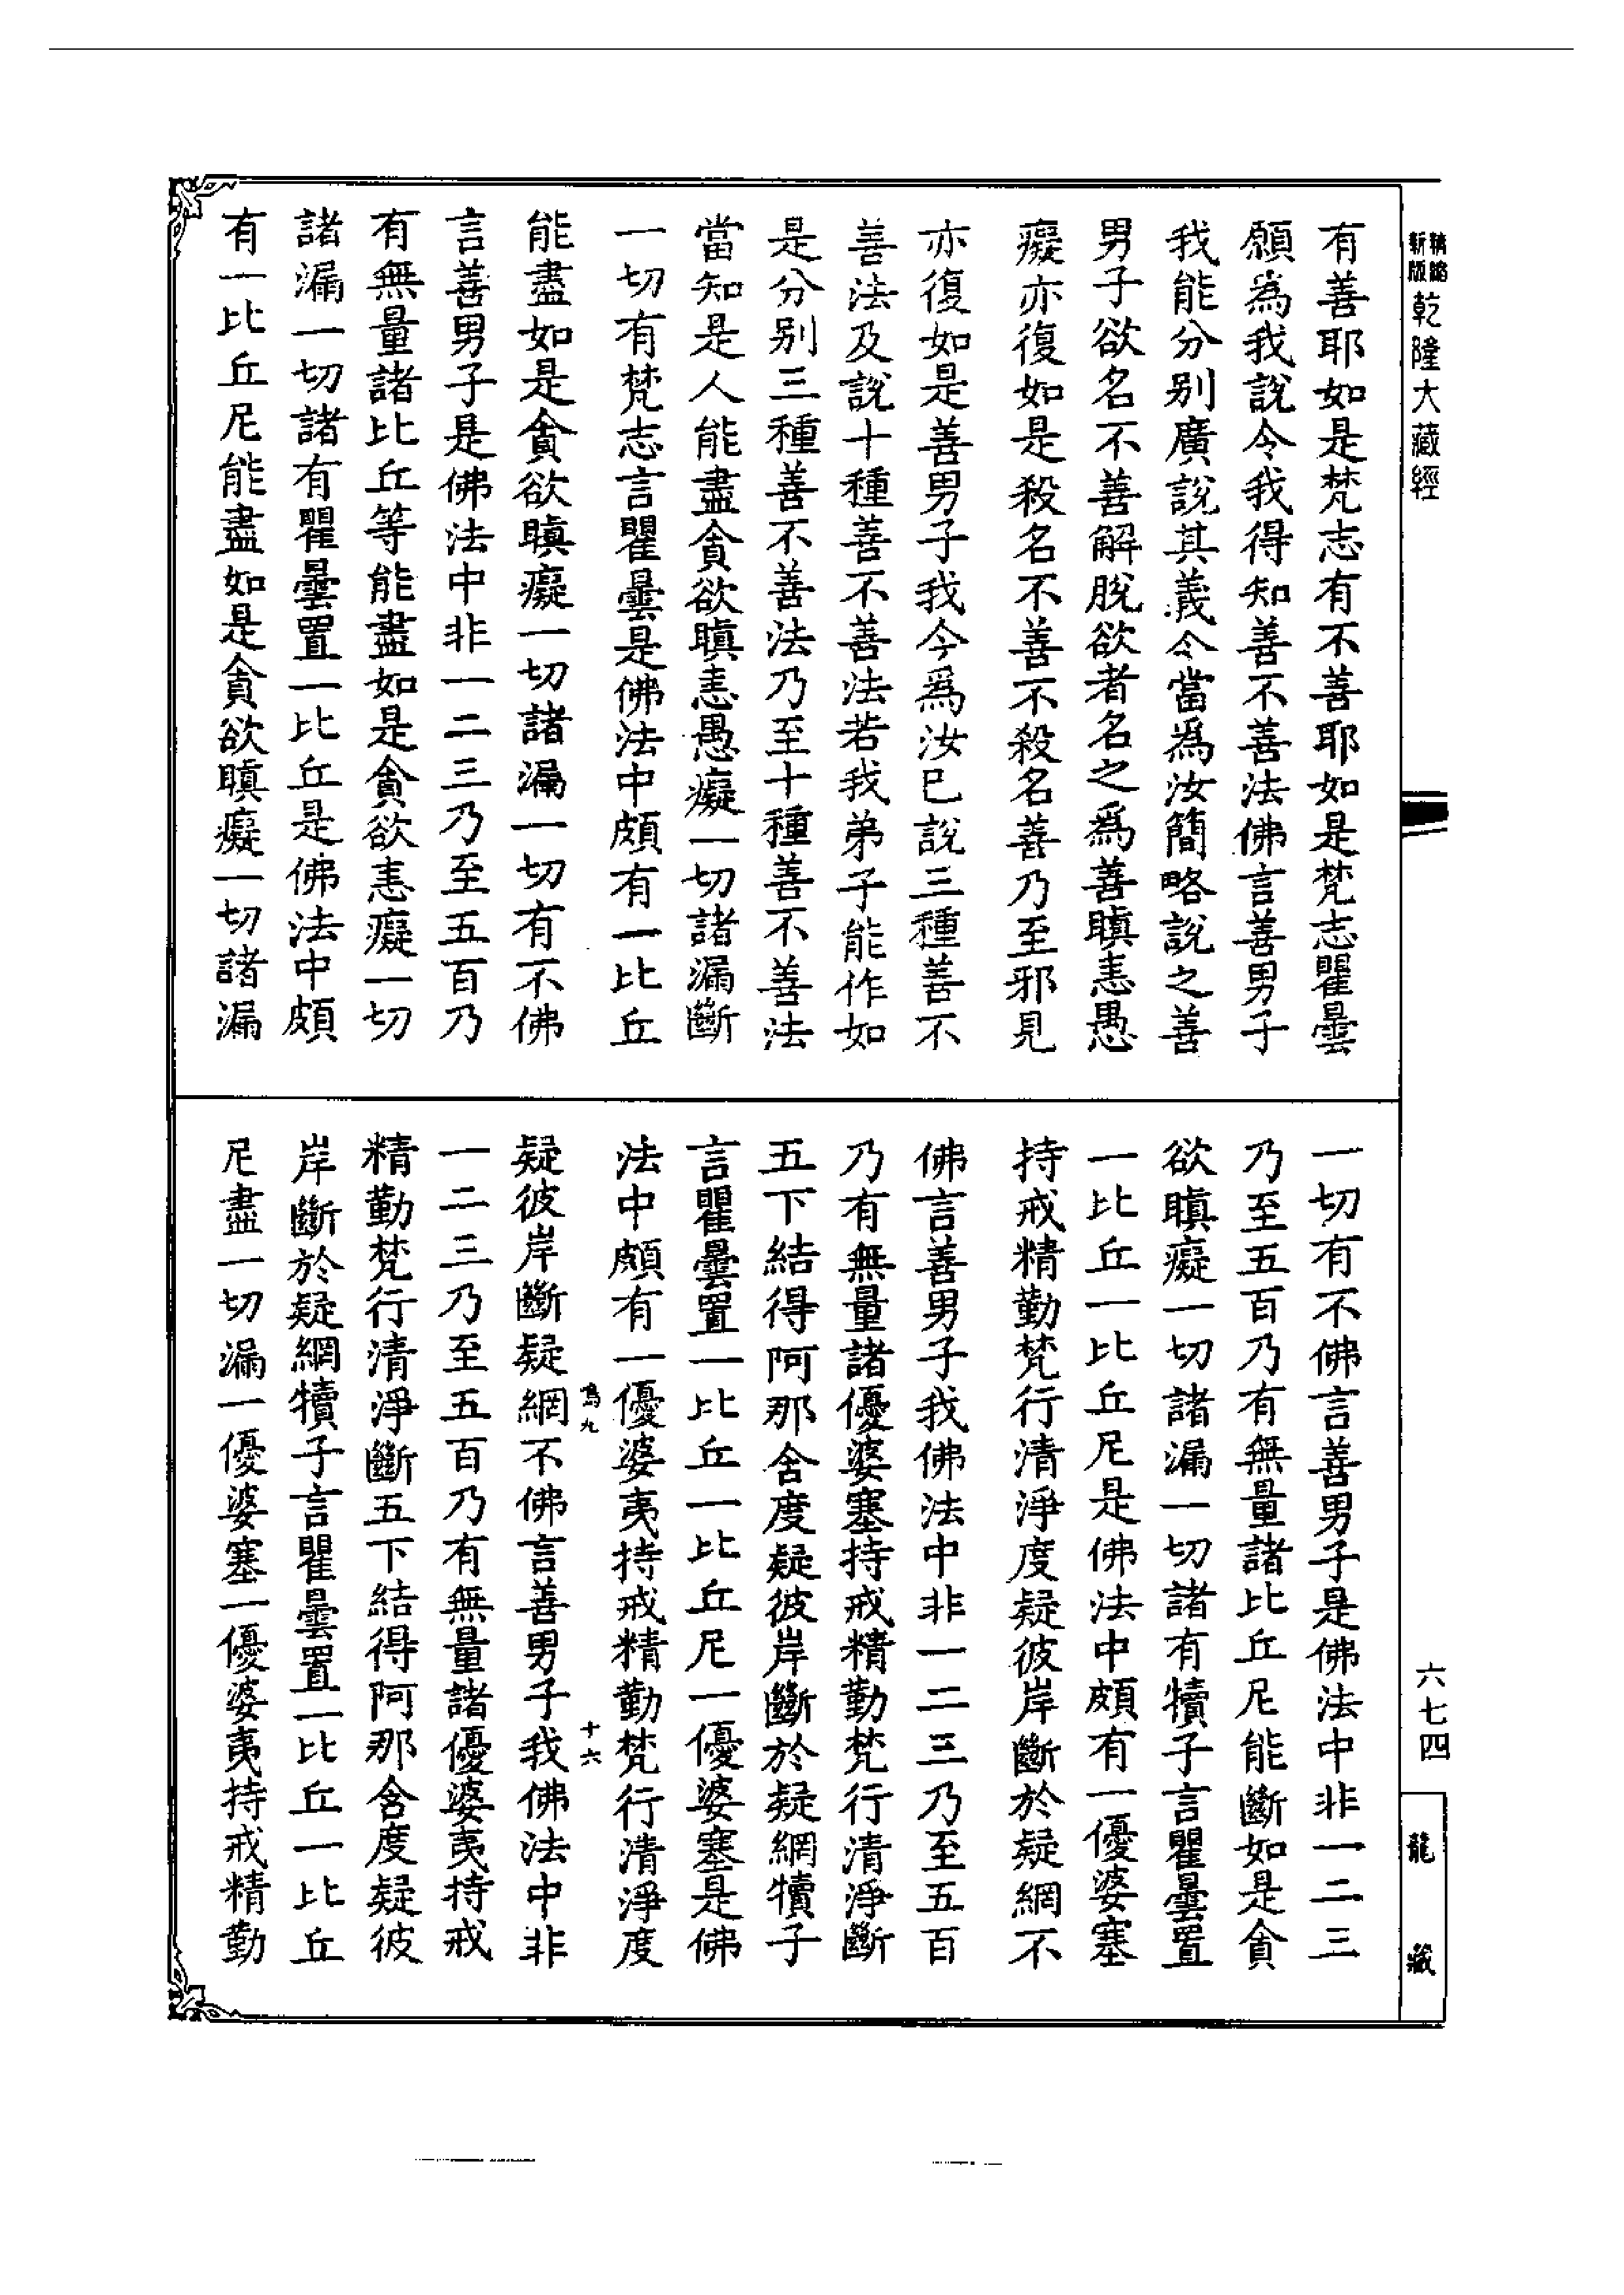 新版精縮
乾隆大藏經
六七四
龍藏
有善耶如是梵志有不善耶如是梵志瞿曇
願為我說令我得知善不善法佛言善男子
我能分別廣說其義今當為汝簡略說之善
男子欲名不善解脫欲者名之爲善瞋恚愚
癡亦復如是殺名不善不殺名善乃至邪見
亦復如是善男子我今爲汝已說三種善不
善法及說十種善不善法若我弟子能作如
是分別三種善不善法乃至十種善不善法
當知是人能盡貪欲瞋恚愚癡一切諸漏斷
一切有梵志言瞿曇是佛法中頗有一比丘
能盡如是貪欲瞋癡一切諸漏一切有不佛
言善男子是佛法中非一二三乃至五百乃
有無量諸比丘等能盡如是貪欲恚癡一切
諸漏一切諸有瞿曇置一比丘是佛法中頗
有一比丘尼能盡如是貪欲瞋癡一切諸漏
一切有不佛言善男子是佛法中非一二三
乃至五百乃有無量諸比丘尼能斷如是貪
欲瞋癡一切諸漏一切諸有犢子言瞿曇置
一比丘一比丘尼是佛法中頗有一優婆塞
持戒精勤梵行清淨度疑彼岸斷於疑網不
佛言善男子我佛法中非一二三乃至五百
乃有無量諸優婆塞持戒精勤梵行清淨斷
五下結得阿那舍度疑彼岸斷於疑網犢子
言瞿曇置一比丘一比丘尼一優婆塞是佛
法中頗有一優婆夷持戒精勤梵行清淨度
十六
疑彼岸斷疑網不佛言善男子我佛法中非
一二三乃至五百乃有無量諸優婆夷持戒
精勤梵行清淨斷五下結得阿那含度疑彼
岸斷於疑網犢子言瞿曇置一比丘一比丘
尼盡一切漏一優婆塞一優婆夷持戒精勤